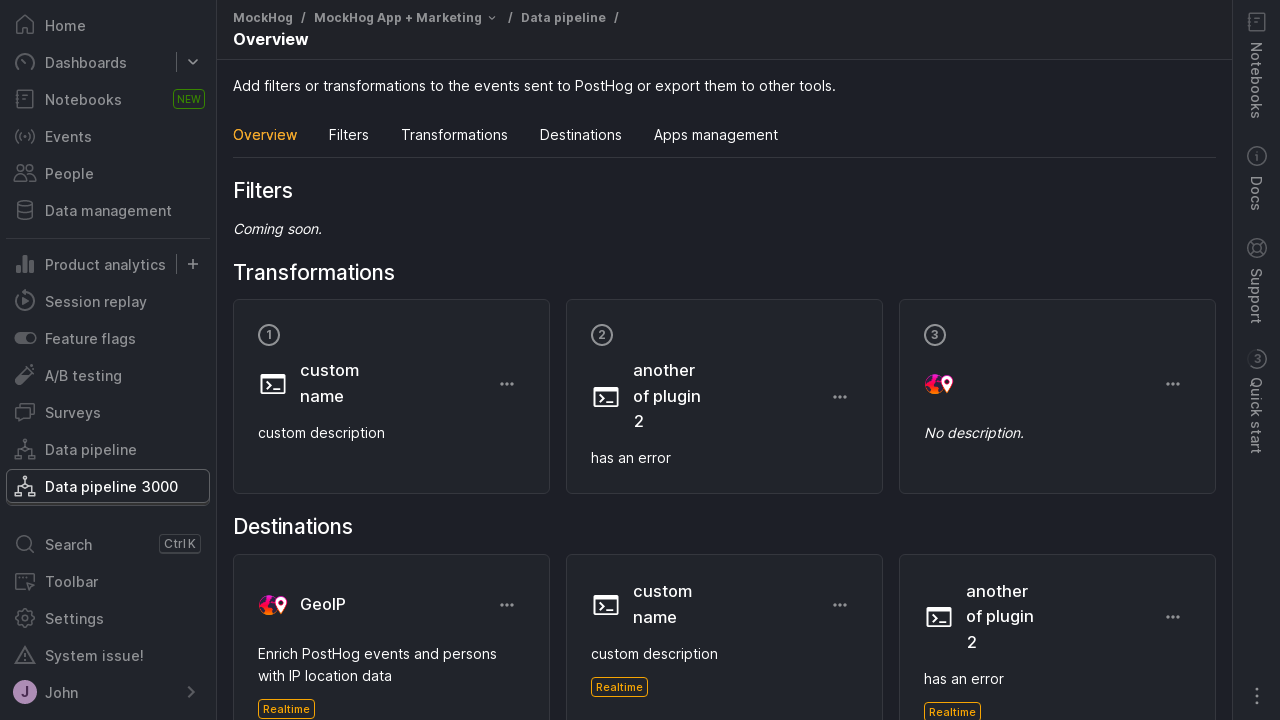 Home
Dashboards
Notebooks NEW
Events
People
Data management
Product analytics
Session replay
Feature flags
A/B testing
Surveys
Data pipeline
Data pipeline 3000
Search Ctrl K
Toolbar
Settings
System issue!
J John
MockHog / MockHog App + Marketing / Data pipeline /
Overview
Add filters or transformations to the events sent to PostHog or export them to other tools.
Overview Filters Transformations Destinations Apps management
Filters
Coming soon.
Transformations
1
custom
name
custom description
2
another
of plugin
2
has an error
3
No description.
Destinations
GeoIP
Enrich PostHog events and persons
with IP location data
Realtime
custom
name
custom description
Realtime
another
of plugin
2
has an error
Realtime
Notebooks
Docs
Support
3 Quick start